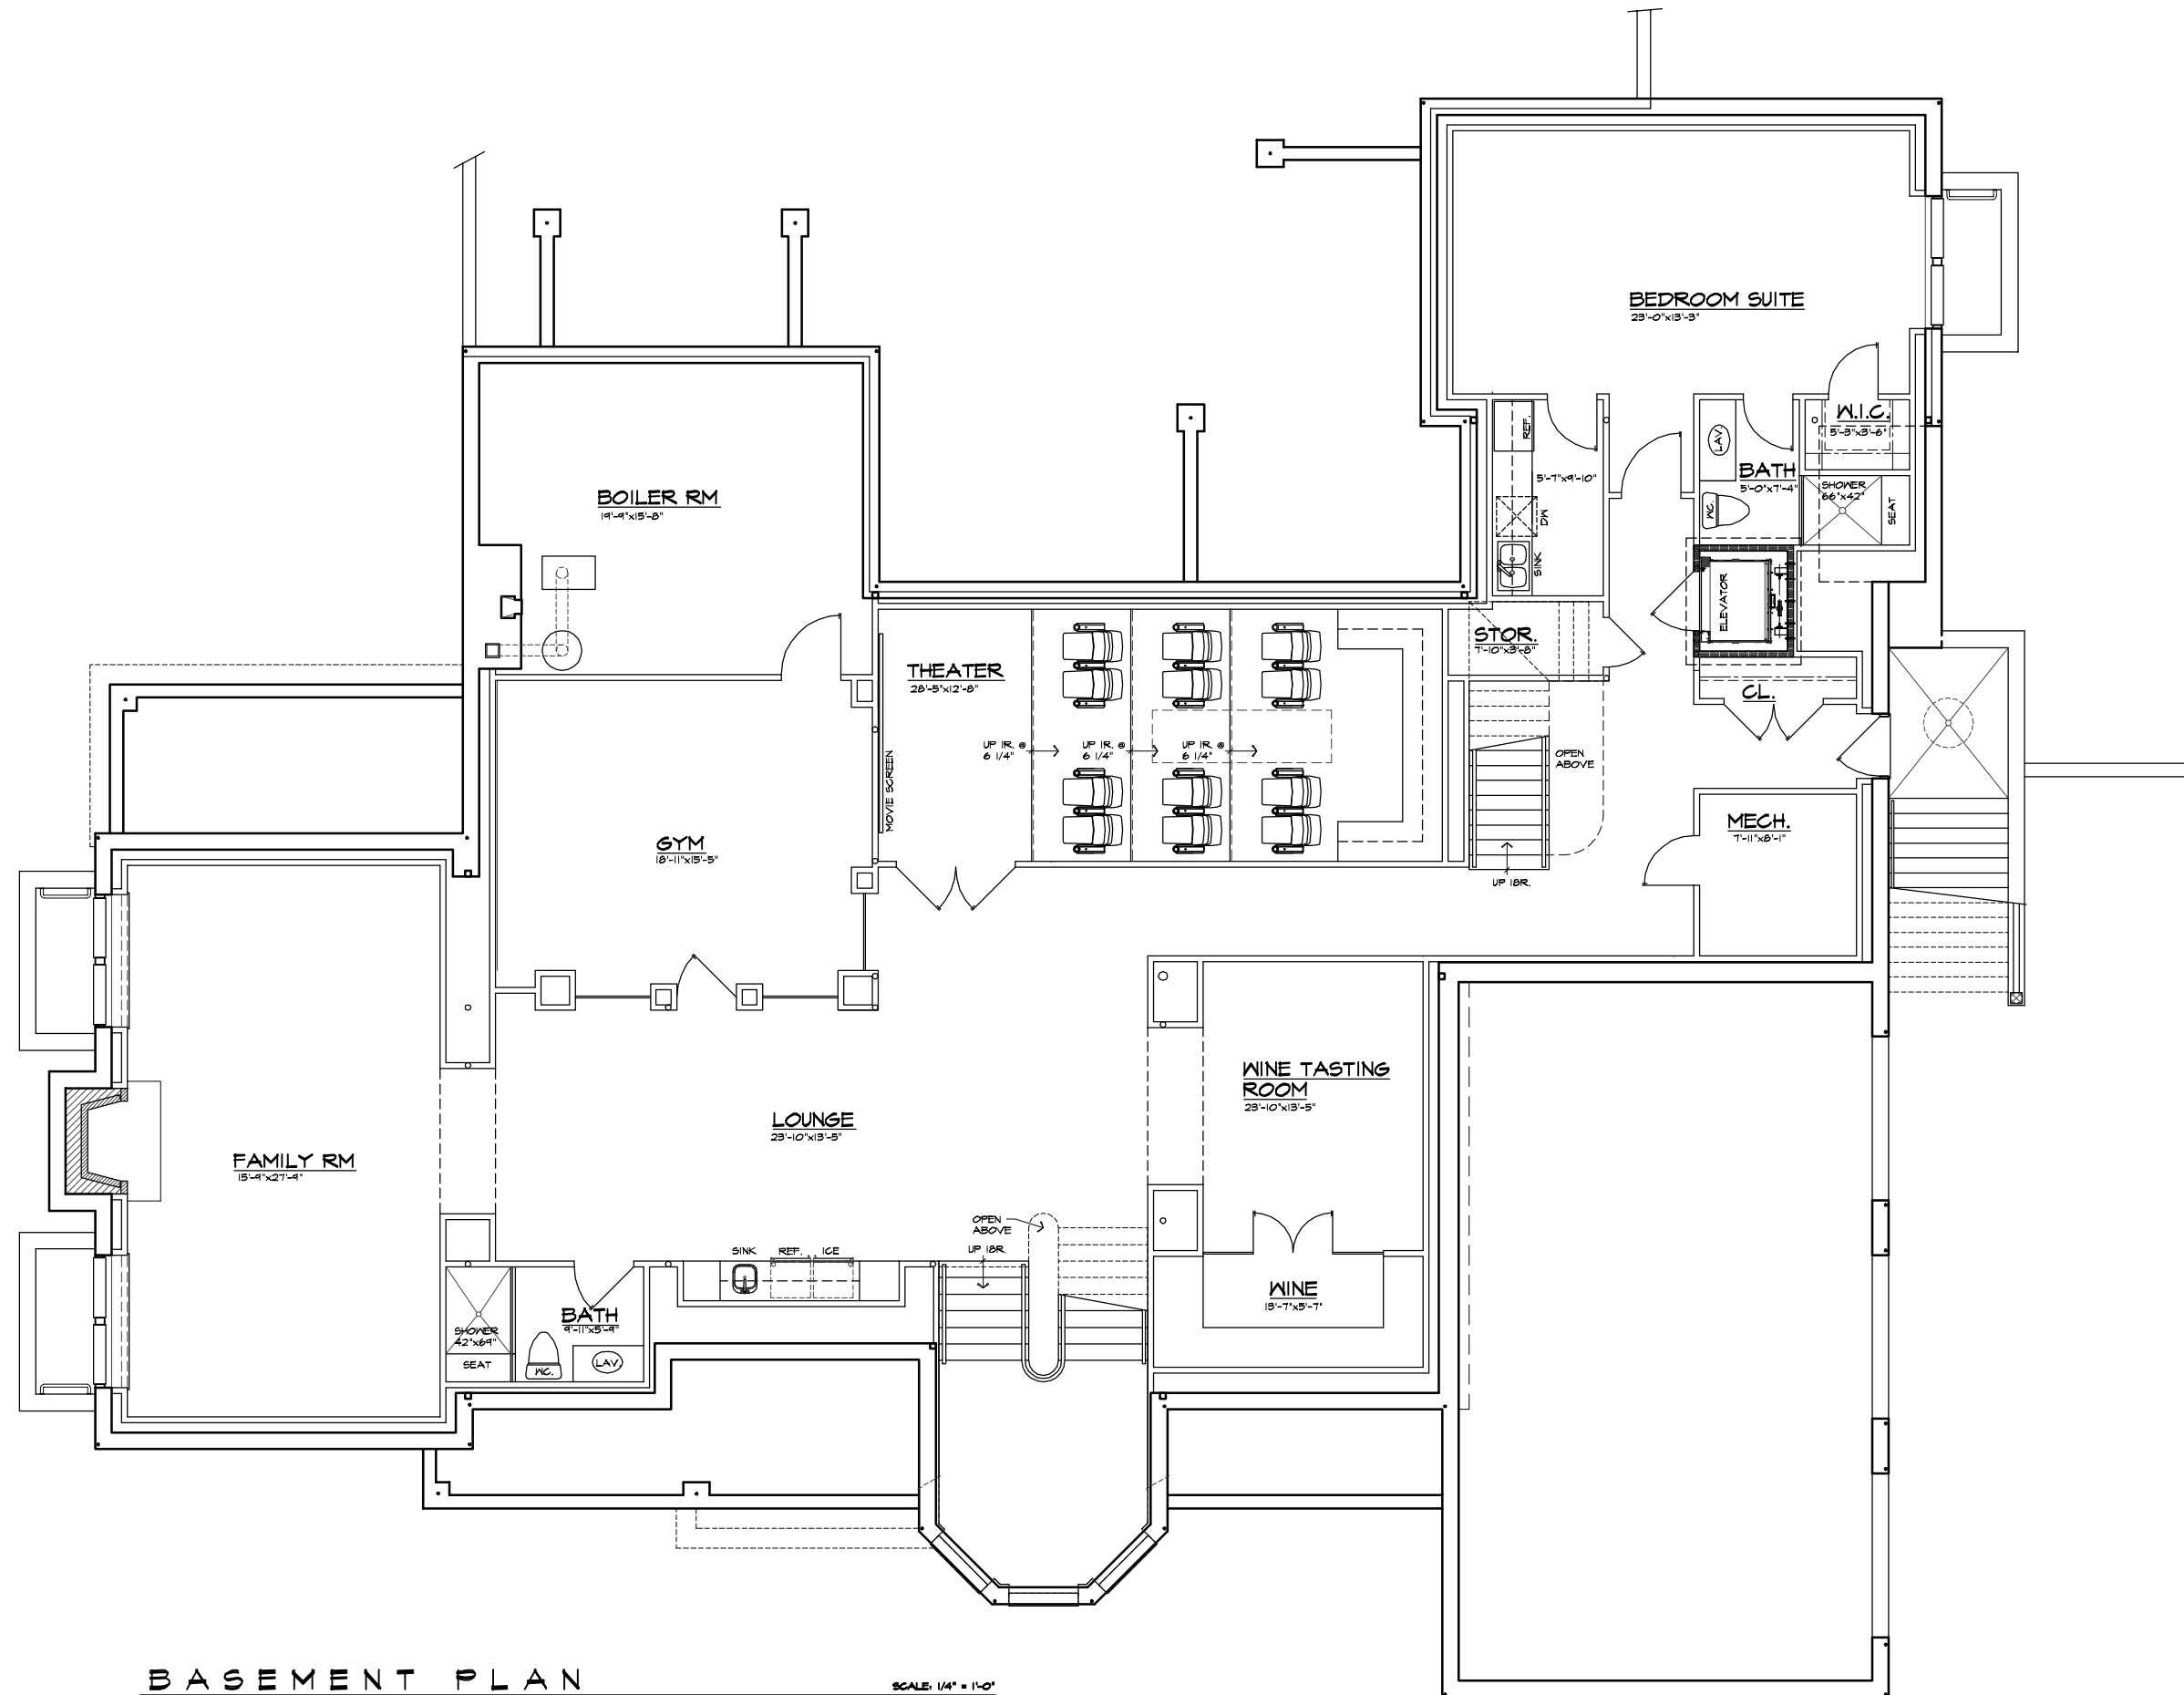 BEDROOM SUITE
23'-0"x13'-3"
W.I.C.
5'-3"x3'-6"
REF.
LAV.
BATH
5'-0"x7'-4"
5'-7"x9'-10"
SHOWER
66"x42"
SEAT
W.C.
DW
SINK
BOILER RM
19'-9"x15'-8"
ELEVATOR
STOR.
7'-10"x3'-8"
THEATER
28'-5"x12'-8"
CL.
UP 1R. @
6 1/4"
UP 1R. @
6 1/4"
UP 1R. @
6 1/4"
OPEN
ABOVE
MOVIE SCREEN
MECH.
7'-11"x8'-1"
GYM
18'-11"x15'-5"
UP 18R.
WINE TASTING
ROOM
23'-10"x13'-5"
LOUNGE
23'-10"x13'-5"
FAMILY RM
15'-9"x27'-9"
OPEN
ABOVE
UP 18R.
SINK
REF.
ICE
WINE
13'-7"x5'-7"
BATH
9'-11"x5'-9"
SHOWER
42"x69"
SEAT
W.C.
LAV.
BASEMENT PLAN
SCALE: 1/4" = 1'-0"